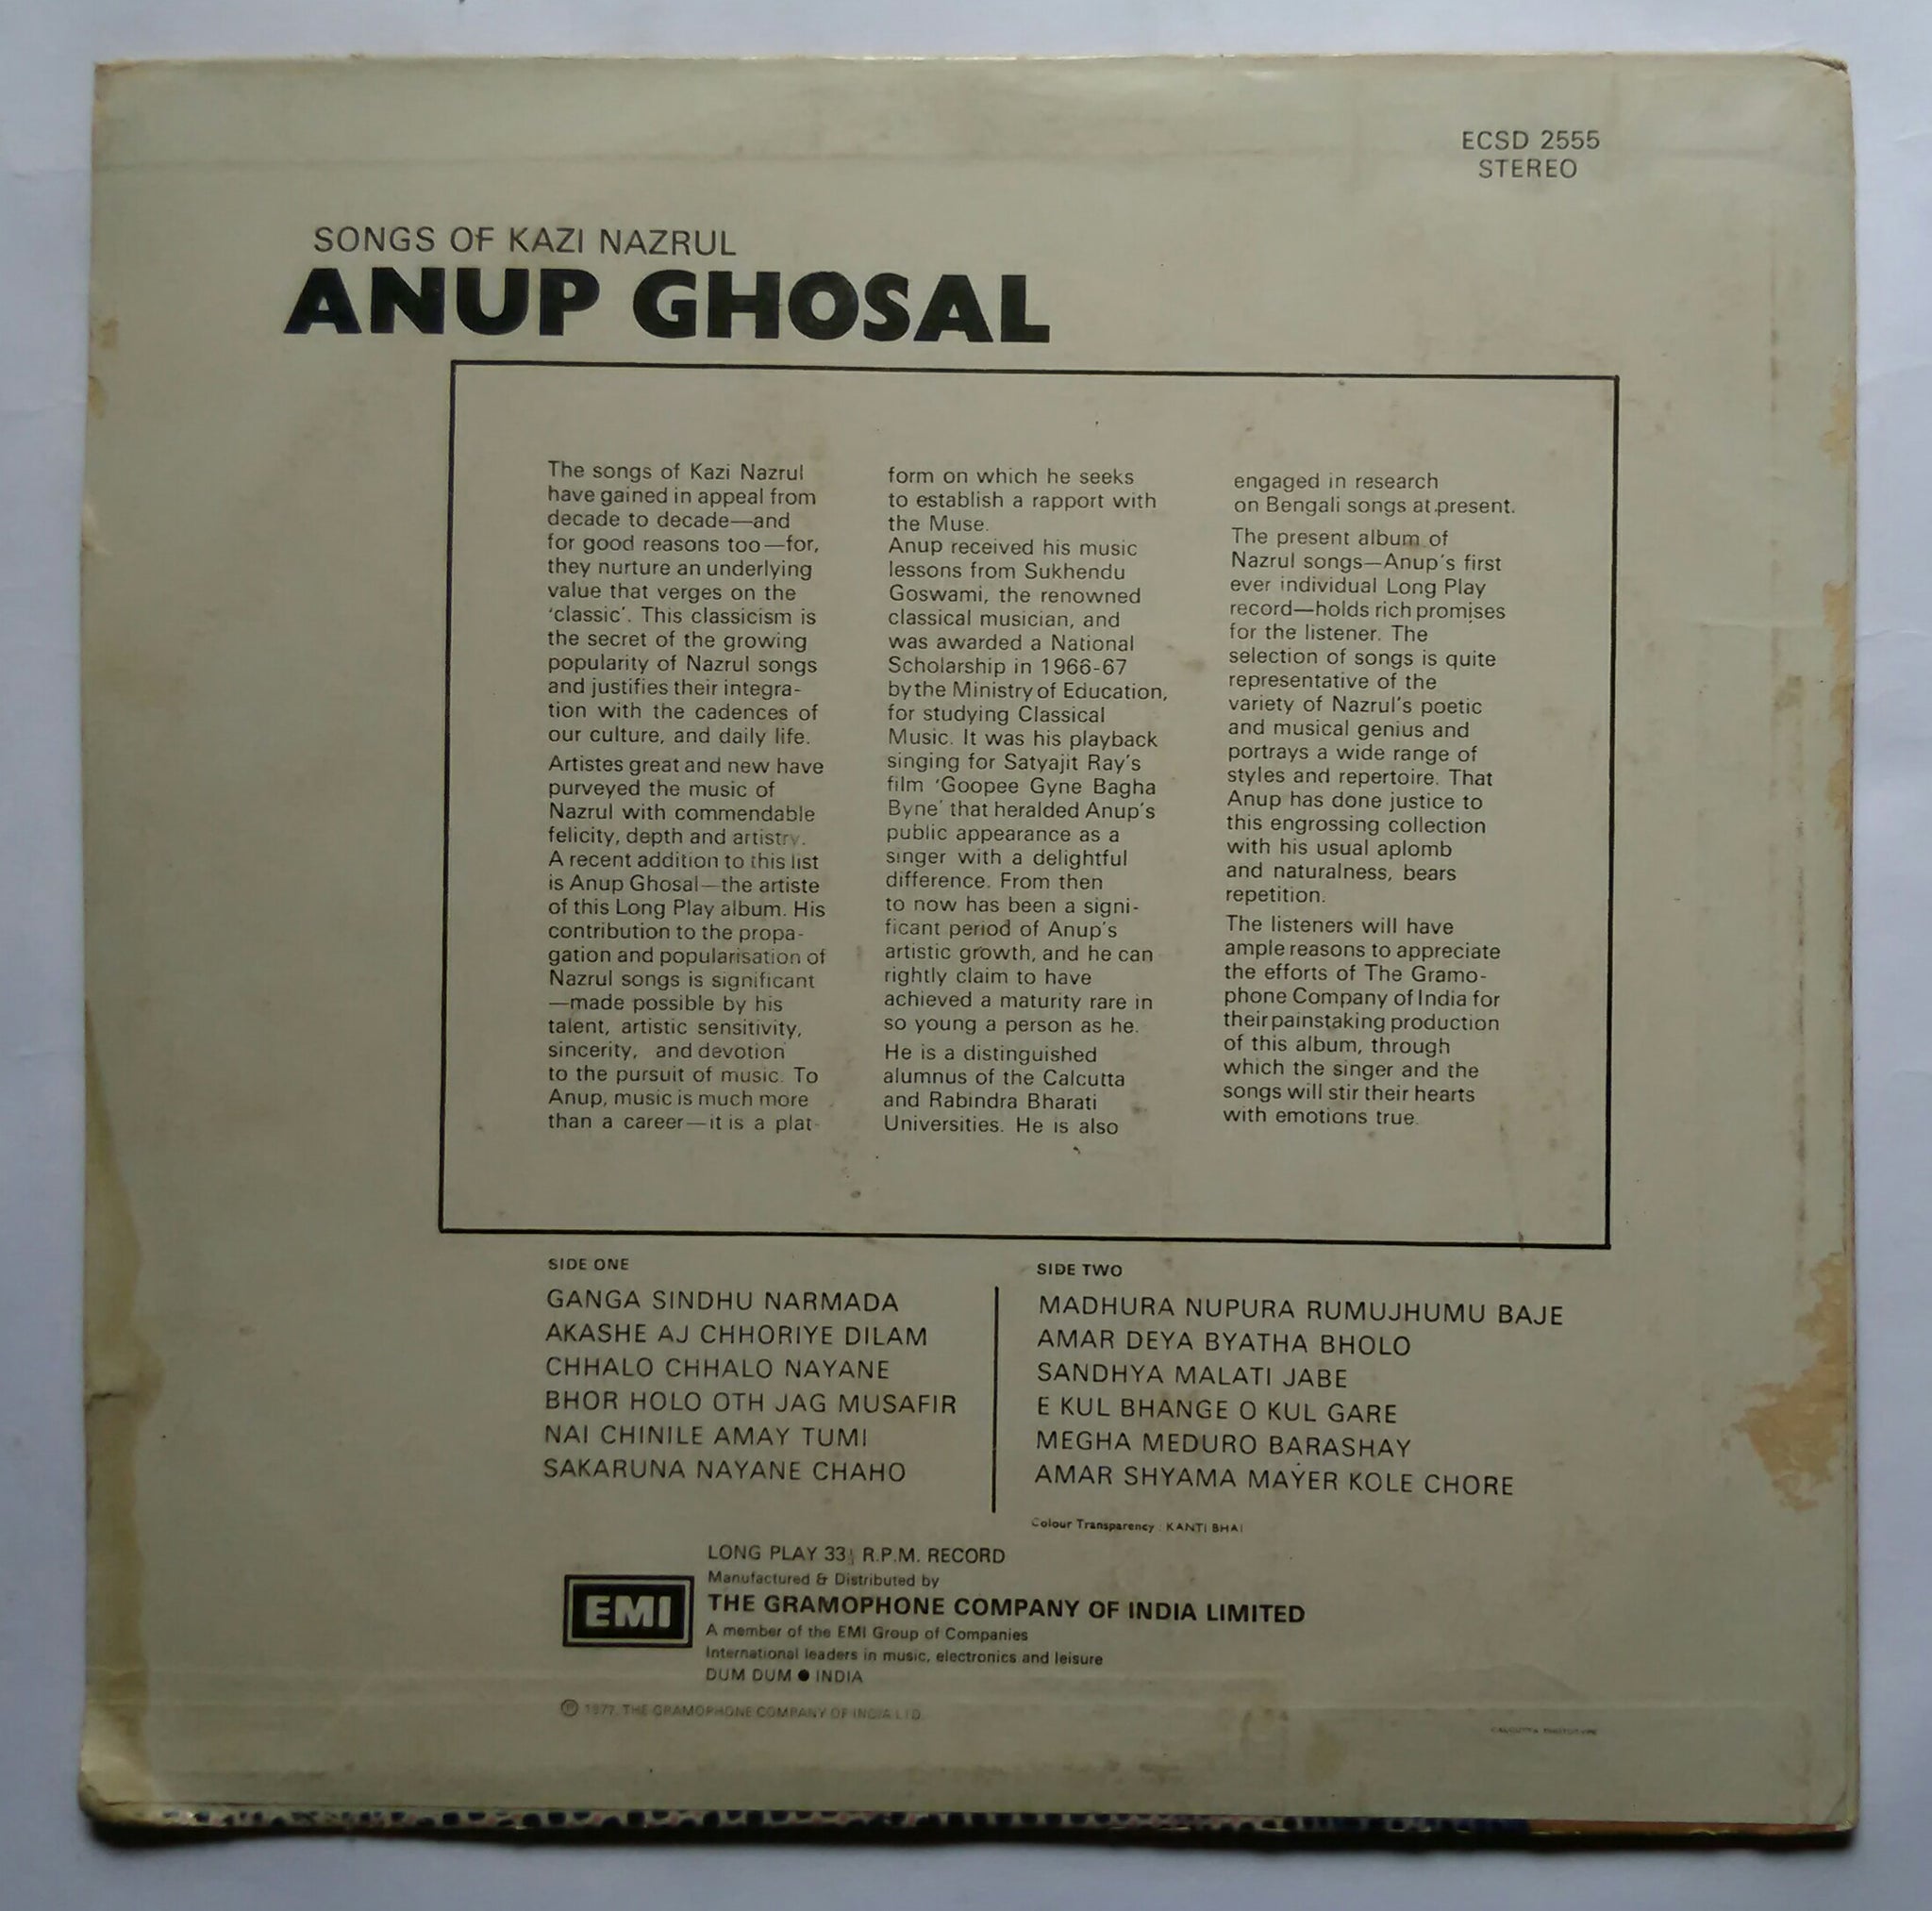 ECSD 2555
STEREO
SONGS OF KAZI NAZRUL
ANUP GHOSAL
The songs of Kazi Nazrul
have gained in appeal from
decade to decade—and
for good reasons too—for,
they nurture an underlying
value that verges on the
‘classic’. This classicism is
the secret of the growing
popularity of Nazrul songs
and justifies their integra-
tion with the cadences of
our culture, and daily life.
Artistes great and new have
purveyed the music of
Nazrul with commendable
felicity, depth and artistry.
A recent addition to this list
is Anup Ghosal—the artiste
of this Long Play album. His
contribution to the propa-
gation and popularisation of
Nazrul songs is significant
—made possible by his
talent, artistic sensitivity,
sincerity, and devotion
to the pursuit of music. To
Anup, music is much more
than a career—it is a plat-
form on which he seeks
to establish a rapport with
the Muse.
Anup received his music
lessons from Sukhendu
Goswami, the renowned
classical musician, and
was awarded a National
Scholarship in 1966-67
by the Ministry of Education,
for studying Classical
Music. It was his playback
singing for Satyajit Ray's
film ‘Goopee Gyne Bagha
Byne’ that heralded Anup's
public appearance as a
singer with a delightful
difference. From then
to now has been a signi-
ficant period of Anup's
artistic growth, and he can
rightly claim to have
achieved a maturity rare in
so young a person as he.
He is a distinguished
alumnus of the Calcutta
and Rabindra Bharati
Universities. He is also
engaged in research
on Bengali songs at present.
The present album of
Nazrul songs—Anup's first
ever individual Long Play
record—holds rich promises
for the listener. The
selection of songs is quite
representative of the
variety of Nazrul's poetic
and musical genius and
portrays a wide range of
styles and repertoire. That
Anup has done justice to
this engrossing collection
with his usual aplomb
and naturalness, bears
repetition.
The listeners will have
ample reasons to appreciate
the efforts of The Gramo-
phone Company of India for
their painstaking production
of this album, through
which the singer and the
songs will stir their hearts
with emotions true.
SIDE ONE
GANGA SINDHU NARMADA
AKASHE AJ CHHORIYE DILAM
CHHALO CHHALO NAYANE
BHOR HOLO OTH JAG MUSAFIR
NAI CHINILE AMAY TUMI
SAKARUNA NAYANE CHAHO
SIDE TWO
MADHURA NUPURA RUMUJHUMU BAJE
AMAR DEYA BYATHA BHOLO
SANDHYA MALATI JABE
E KUL BHANGE O KUL GARE
MEGHA MEDURO BARASHAY
AMAR SHYAMA MAYER KOLE CHORE
Colour Transparency : KANTI BHAI
LONG PLAY 33⅓ R.P.M. RECORD
Manufactured & Distributed by
THE GRAMOPHONE COMPANY OF INDIA LIMITED
A member of the EMI Group of Companies
International leaders in music, electronics and leisure
DUM DUM ● INDIA
EMI
Ⓟ 1977, THE GRAMOPHONE COMPANY OF INDIA LTD.
CALCUTTA PHOTOTYPE